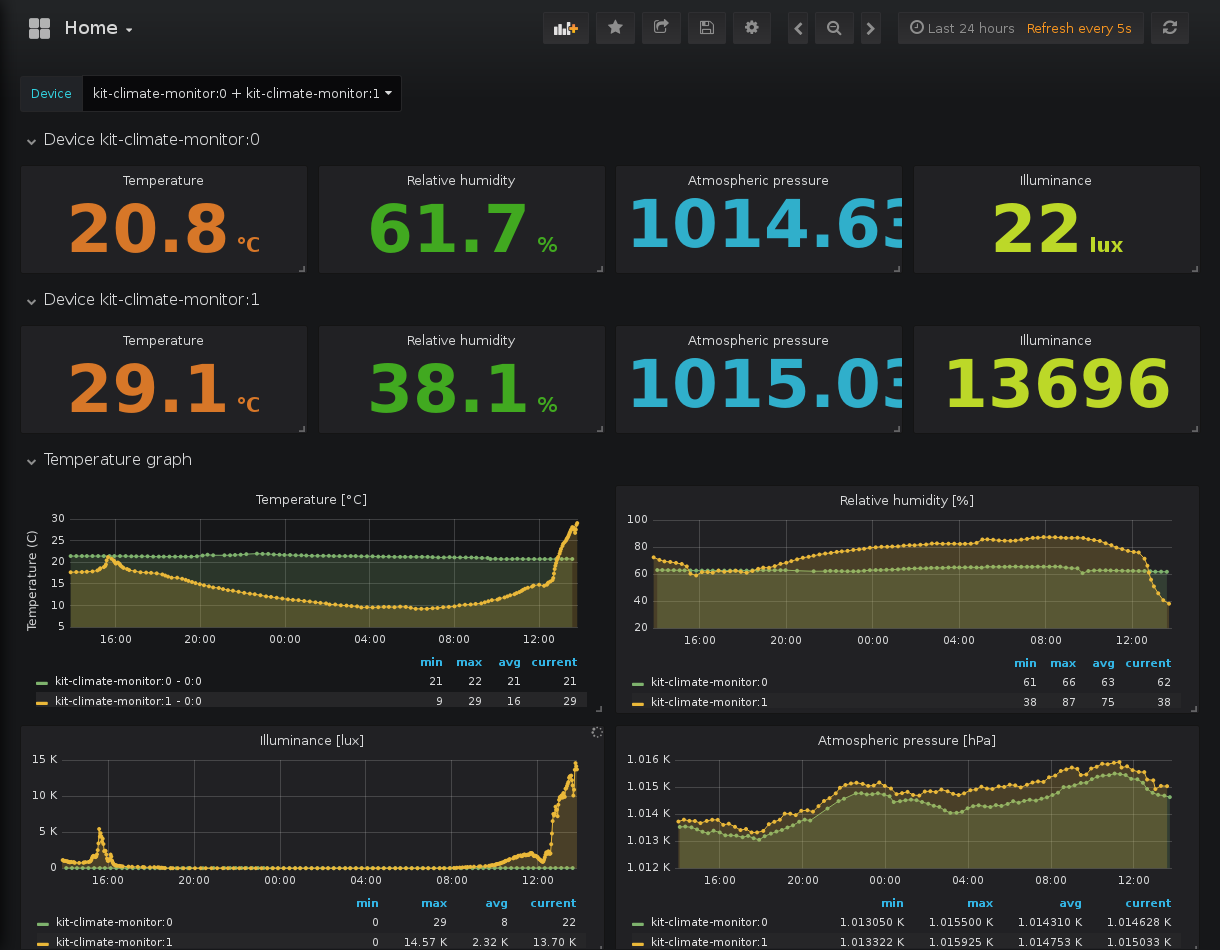 Home
Last 24 hours Refresh every 5s
Device kit-climate-monitor:0 + kit-climate-monitor:1
Device kit-climate-monitor:0
Temperature Relative humidity Atmospheric pressure Illuminance
20.8 °C 61.7 % 1014.63 22 lux
Device kit-climate-monitor:1
Temperature Relative humidity Atmospheric pressure Illuminance
29.1 °C 38.1 % 1015.03 13696
Temperature graph
Temperature [°C]
Temperature (C)
30
25
20
15
10
5
16:00 20:00 00:00 04:00 08:00 12:00
min max avg current
kit-climate-monitor:0 - 0:0 21 22 21 21
kit-climate-monitor:1 - 0:0 9 29 16 29
Relative humidity [%]
100
80
60
40
20
16:00 20:00 00:00 04:00 08:00 12:00
min max avg current
kit-climate-monitor:0 61 66 63 62
kit-climate-monitor:1 38 87 75 38
Illuminance [lux]
15 K
10 K
5 K
0
16:00 20:00 00:00 04:00 08:00 12:00
min max avg current
kit-climate-monitor:0 0 29 8 22
kit-climate-monitor:1 0 14.57 K 2.32 K 13.70 K
Atmospheric pressure [hPa]
1.016 K
1.015 K
1.014 K
1.013 K
1.012 K
16:00 20:00 00:00 04:00 08:00 12:00
min max avg current
kit-climate-monitor:0 1.013050 K 1.015500 K 1.014310 K 1.014628 K
kit-climate-monitor:1 1.013322 K 1.015925 K 1.014753 K 1.015033 K